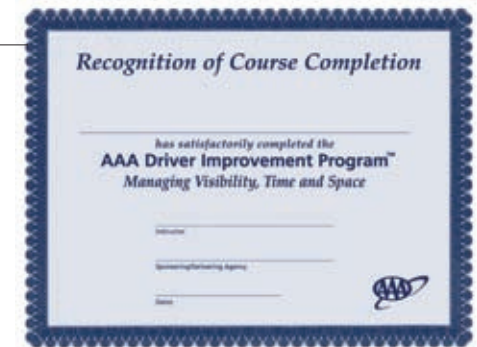 Recognition of Course Completion
has satisfactorily completed the
AAA Driver Improvement Program™
Managing Visibility, Time and Space
Instructor
Sponsoring/Delivering Agency
Dates
AAA